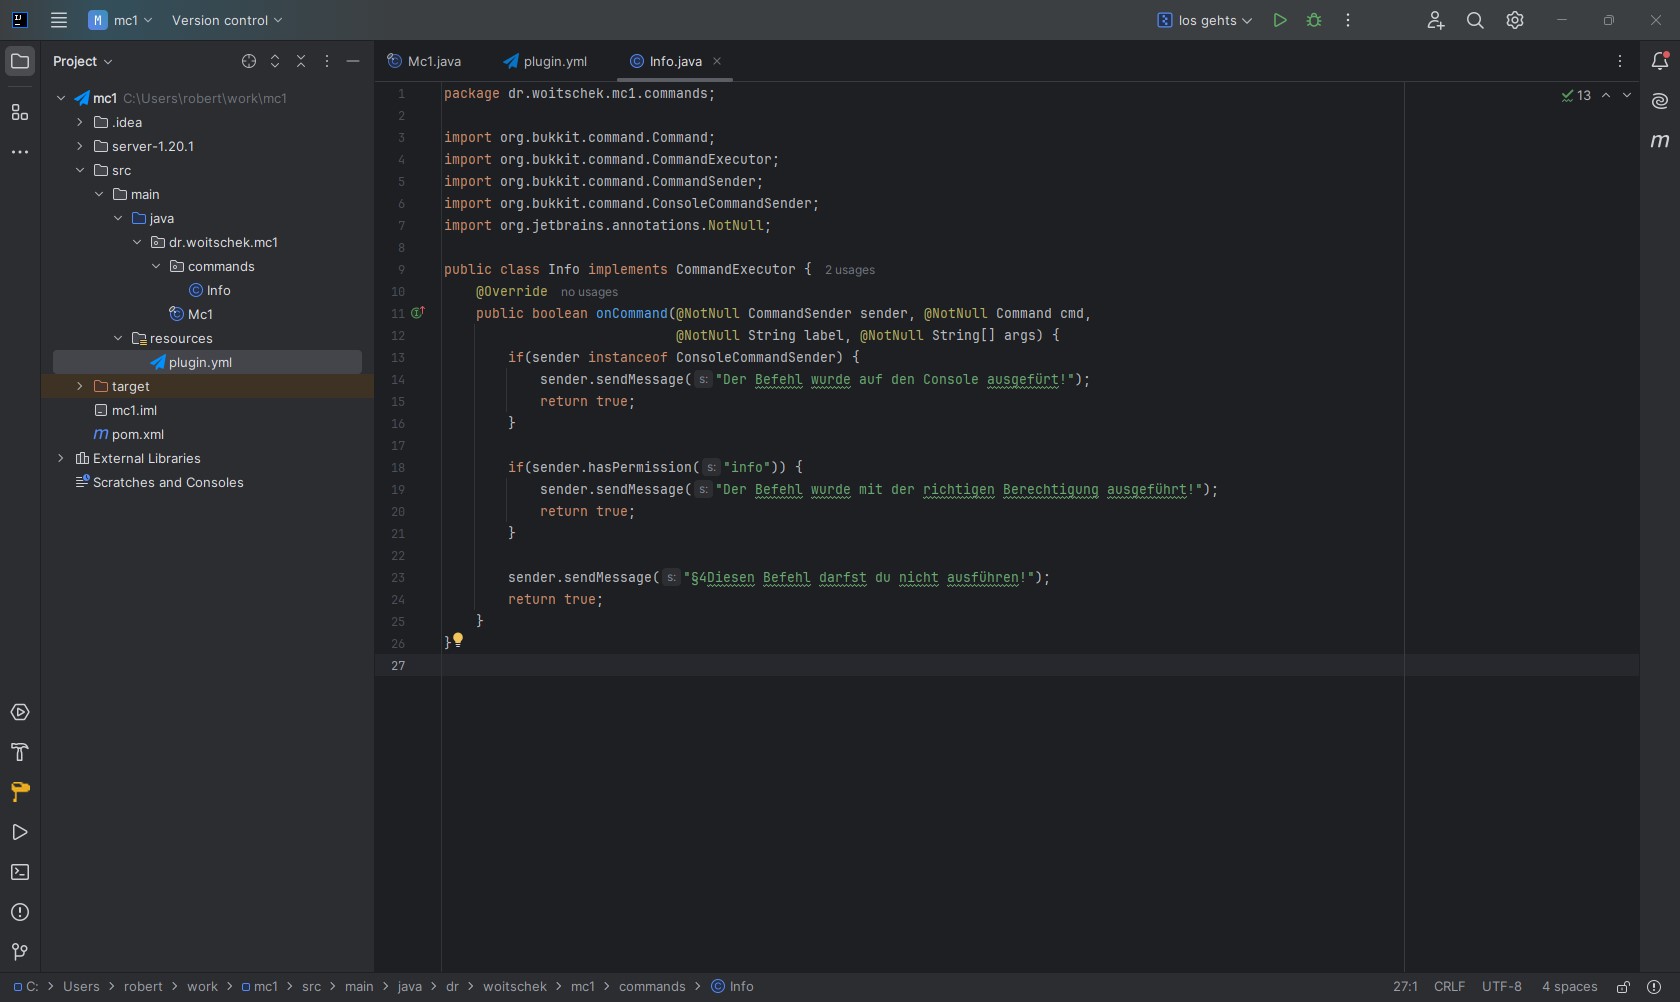 M mc1 Version control los gehts
Project
Mc1.java plugin.yml Info.java
mc1 C:\Users\robert\work\mc1
.idea
server-1.20.1
src
main
java
dr.woitschek.mc1
commands
Info
Mc1
resources
plugin.yml
target
mc1.iml
m pom.xml
External Libraries
Scratches and Consoles
13
m
1 package dr.woitschek.mc1.commands;
2
3 import org.bukkit.command.Command;
4 import org.bukkit.command.CommandExecutor;
5 import org.bukkit.command.CommandSender;
6 import org.bukkit.command.ConsoleCommandSender;
7 import org.jetbrains.annotations.NotNull;
8
9 public class Info implements CommandExecutor { 2 usages
10 @Override no usages
11 public boolean onCommand(@NotNull CommandSender sender, @NotNull Command cmd,
12 @NotNull String label, @NotNull String[] args) {
13 if(sender instanceof ConsoleCommandSender) {
14 sender.sendMessage( s: "Der Befehl wurde auf den Console ausgefürt!");
15 return true;
16 }
17
18 if(sender.hasPermission( s: "info")) {
19 sender.sendMessage( s: "Der Befehl wurde mit der richtigen Berechtigung ausgeführt!");
20 return true;
21 }
22
23 sender.sendMessage( s: "§4Diesen Befehl darfst du nicht ausführen!");
24 return true;
25 }
26 }
27
C: > Users > robert > work > mc1 > src > main > java > dr > woitschek > mc1 > commands > Info 27:1 CRLF UTF-8 4 spaces